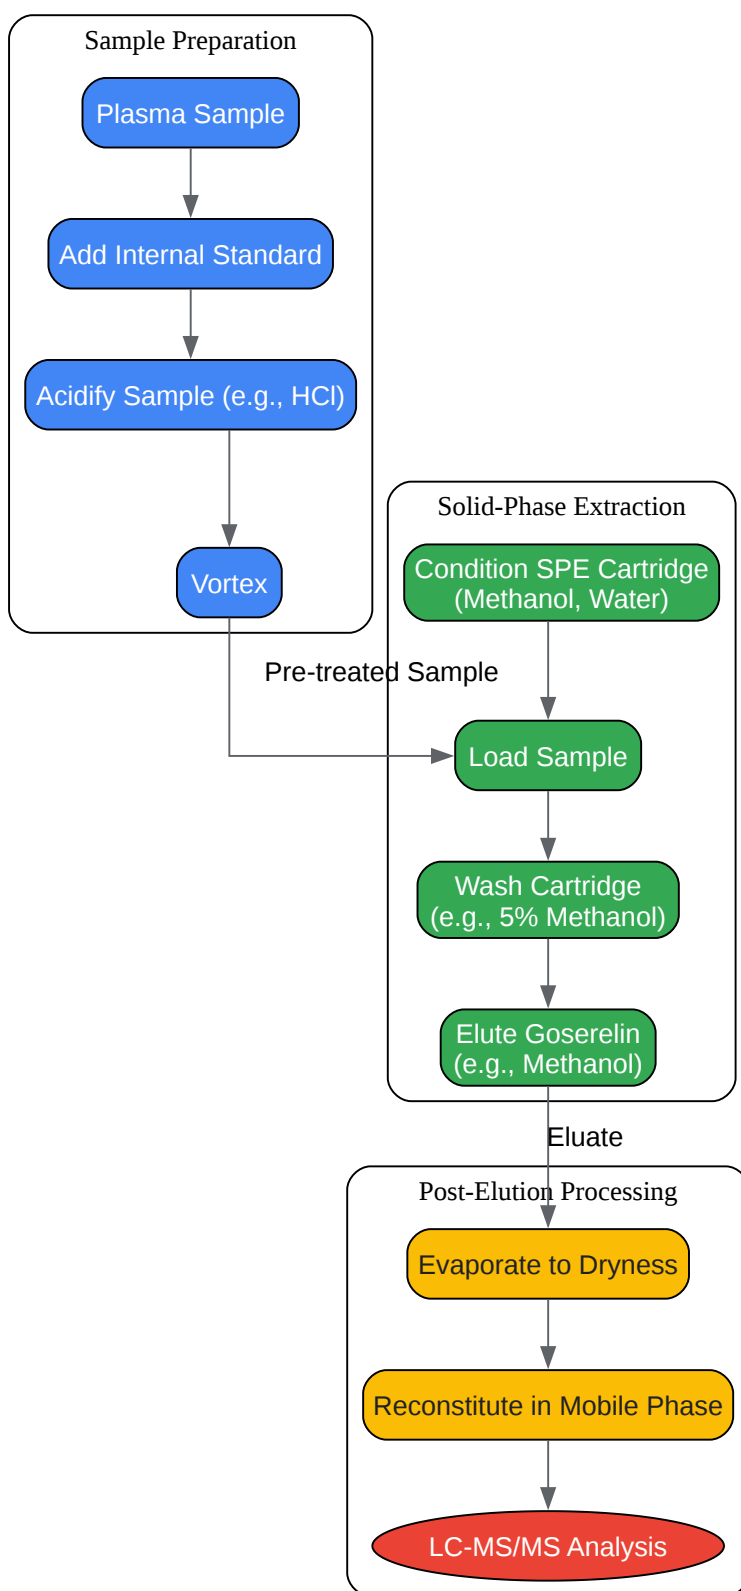 Sample Preparation
Plasma Sample
Add Internal Standard
Acidify Sample (e.g., HCl)
Vortex
Pre-treated Sample
Solid-Phase Extraction
Condition SPE Cartridge
(Methanol, Water)
Load Sample
Wash Cartridge
(e.g., 5% Methanol)
Elute Goserelin
(e.g., Methanol)
Eluate
Post-Elution Processing
Evaporate to Dryness
Reconstitute in Mobile Phase
LC-MS/MS Analysis